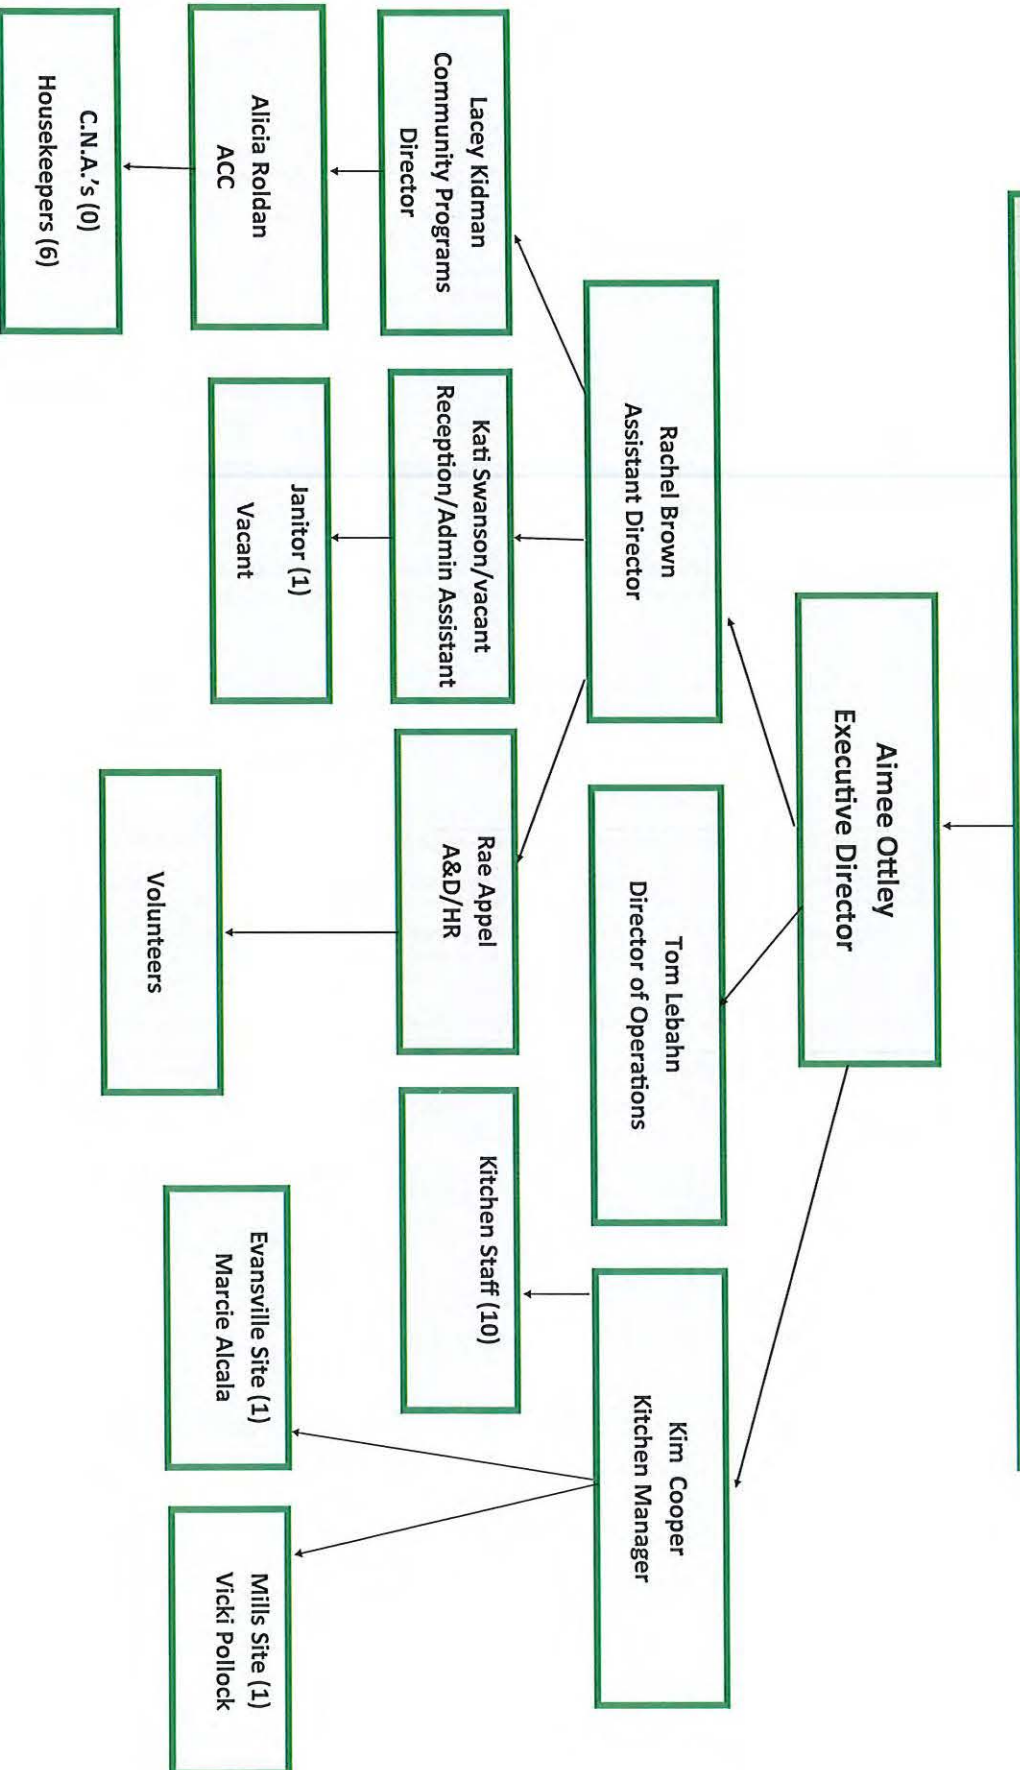 Aimee Ottley
Executive Director
Rachel Brown
Assistant Director
Tom Lebahn
Director of Operations
Kim Cooper
Kitchen Manager
Lacey Kidman
Community Programs
Director
Kati Swanson/vacant
Reception/Admin Assistant
Rae Appel
A&D/HR
Kitchen Staff (10)
Alicia Roldan
ACC
Janitor (1)
Vacant
Volunteers
Evansville Site (1)
Marcie Alcala
Mills Site (1)
Vicki Pollock
C.N.A.'s (0)
Housekeepers (6)